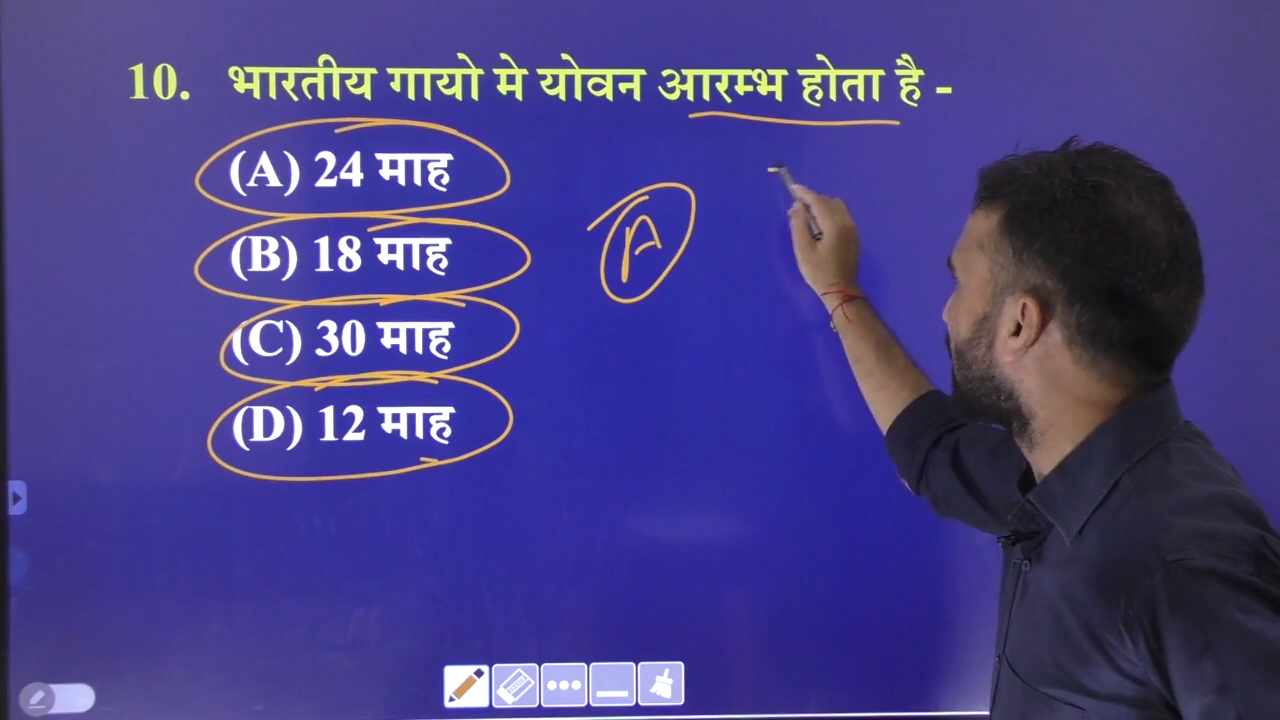 10. भारतीय गायो मे योवन आरम्भ होता है -
(A) 24 माह
(B) 18 माह
(C) 30 माह
(D) 12 माह
A